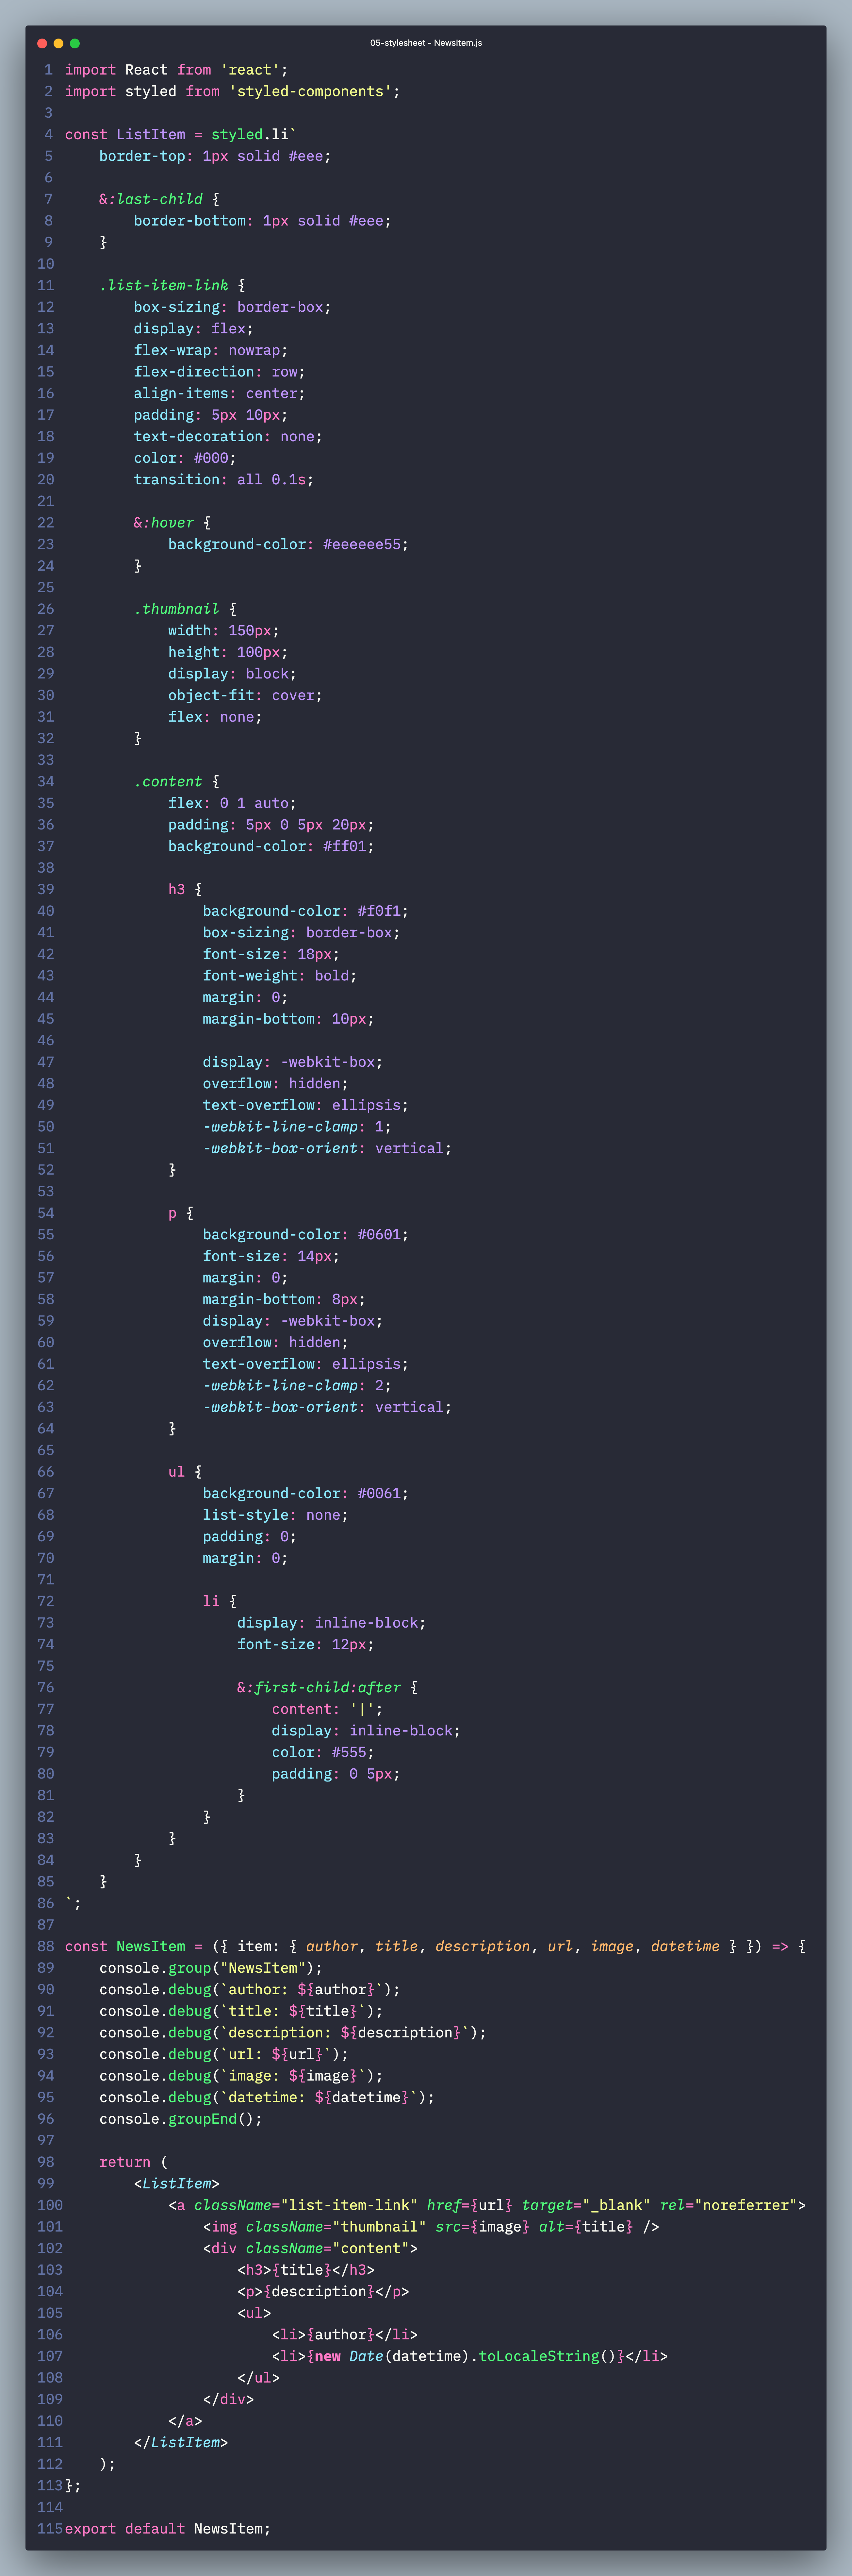 05-stylesheet - NewsItem.js
1 import React from 'react';
2 import styled from 'styled-components';
3
4 const ListItem = styled.li`
5     border-top: 1px solid #eee;
6
7     &:last-child {
8         border-bottom: 1px solid #eee;
9     }
10
11     .list-item-link {
12         box-sizing: border-box;
13         display: flex;
14         flex-wrap: nowrap;
15         flex-direction: row;
16         align-items: center;
17         padding: 5px 10px;
18         text-decoration: none;
19         color: #000;
20         transition: all 0.1s;
21
22         &:hover {
23             background-color: #eeeeee55;
24         }
25
26         .thumbnail {
27             width: 150px;
28             height: 100px;
29             display: block;
30             object-fit: cover;
31             flex: none;
32         }
33
34         .content {
35             flex: 0 1 auto;
36             padding: 5px 0 5px 20px;
37             background-color: #ff01;
38
39             h3 {
40                 background-color: #f0f1;
41                 box-sizing: border-box;
42                 font-size: 18px;
43                 font-weight: bold;
44                 margin: 0;
45                 margin-bottom: 10px;
46
47                 display: -webkit-box;
48                 overflow: hidden;
49                 text-overflow: ellipsis;
50                 -webkit-line-clamp: 1;
51                 -webkit-box-orient: vertical;
52             }
53
54             p {
55                 background-color: #0601;
56                 font-size: 14px;
57                 margin: 0;
58                 margin-bottom: 8px;
59                 display: -webkit-box;
60                 overflow: hidden;
61                 text-overflow: ellipsis;
62                 -webkit-line-clamp: 2;
63                 -webkit-box-orient: vertical;
64             }
65
66             ul {
67                 background-color: #0061;
68                 list-style: none;
69                 padding: 0;
70                 margin: 0;
71
72                 li {
73                     display: inline-block;
74                     font-size: 12px;
75
76                     &:first-child:after {
77                         content: '|';
78                         display: inline-block;
79                         color: #555;
80                         padding: 0 5px;
81                     }
82                 }
83             }
84         }
85     }
86 `;
87
88 const NewsItem = ({ item: { author, title, description, url, image, datetime } }) => {
89     console.group("NewsItem");
90     console.debug(`author: ${author}`);
91     console.debug(`title: ${title}`);
92     console.debug(`description: ${description}`);
93     console.debug(`url: ${url}`);
94     console.debug(`image: ${image}`);
95     console.debug(`datetime: ${datetime}`);
96     console.groupEnd();
97
98     return (
99         <ListItem>
100             <a className="list-item-link" href={url} target="_blank" rel="noreferrer">
101                 <img className="thumbnail" src={image} alt={title} />
102                 <div className="content">
103                     <h3>{title}</h3>
104                     <p>{description}</p>
105                     <ul>
106                         <li>{author}</li>
107                         <li>{new Date(datetime).toLocaleString()}</li>
108                     </ul>
109                 </div>
110             </a>
111         </ListItem>
112     );
113 };
114
115 export default NewsItem;